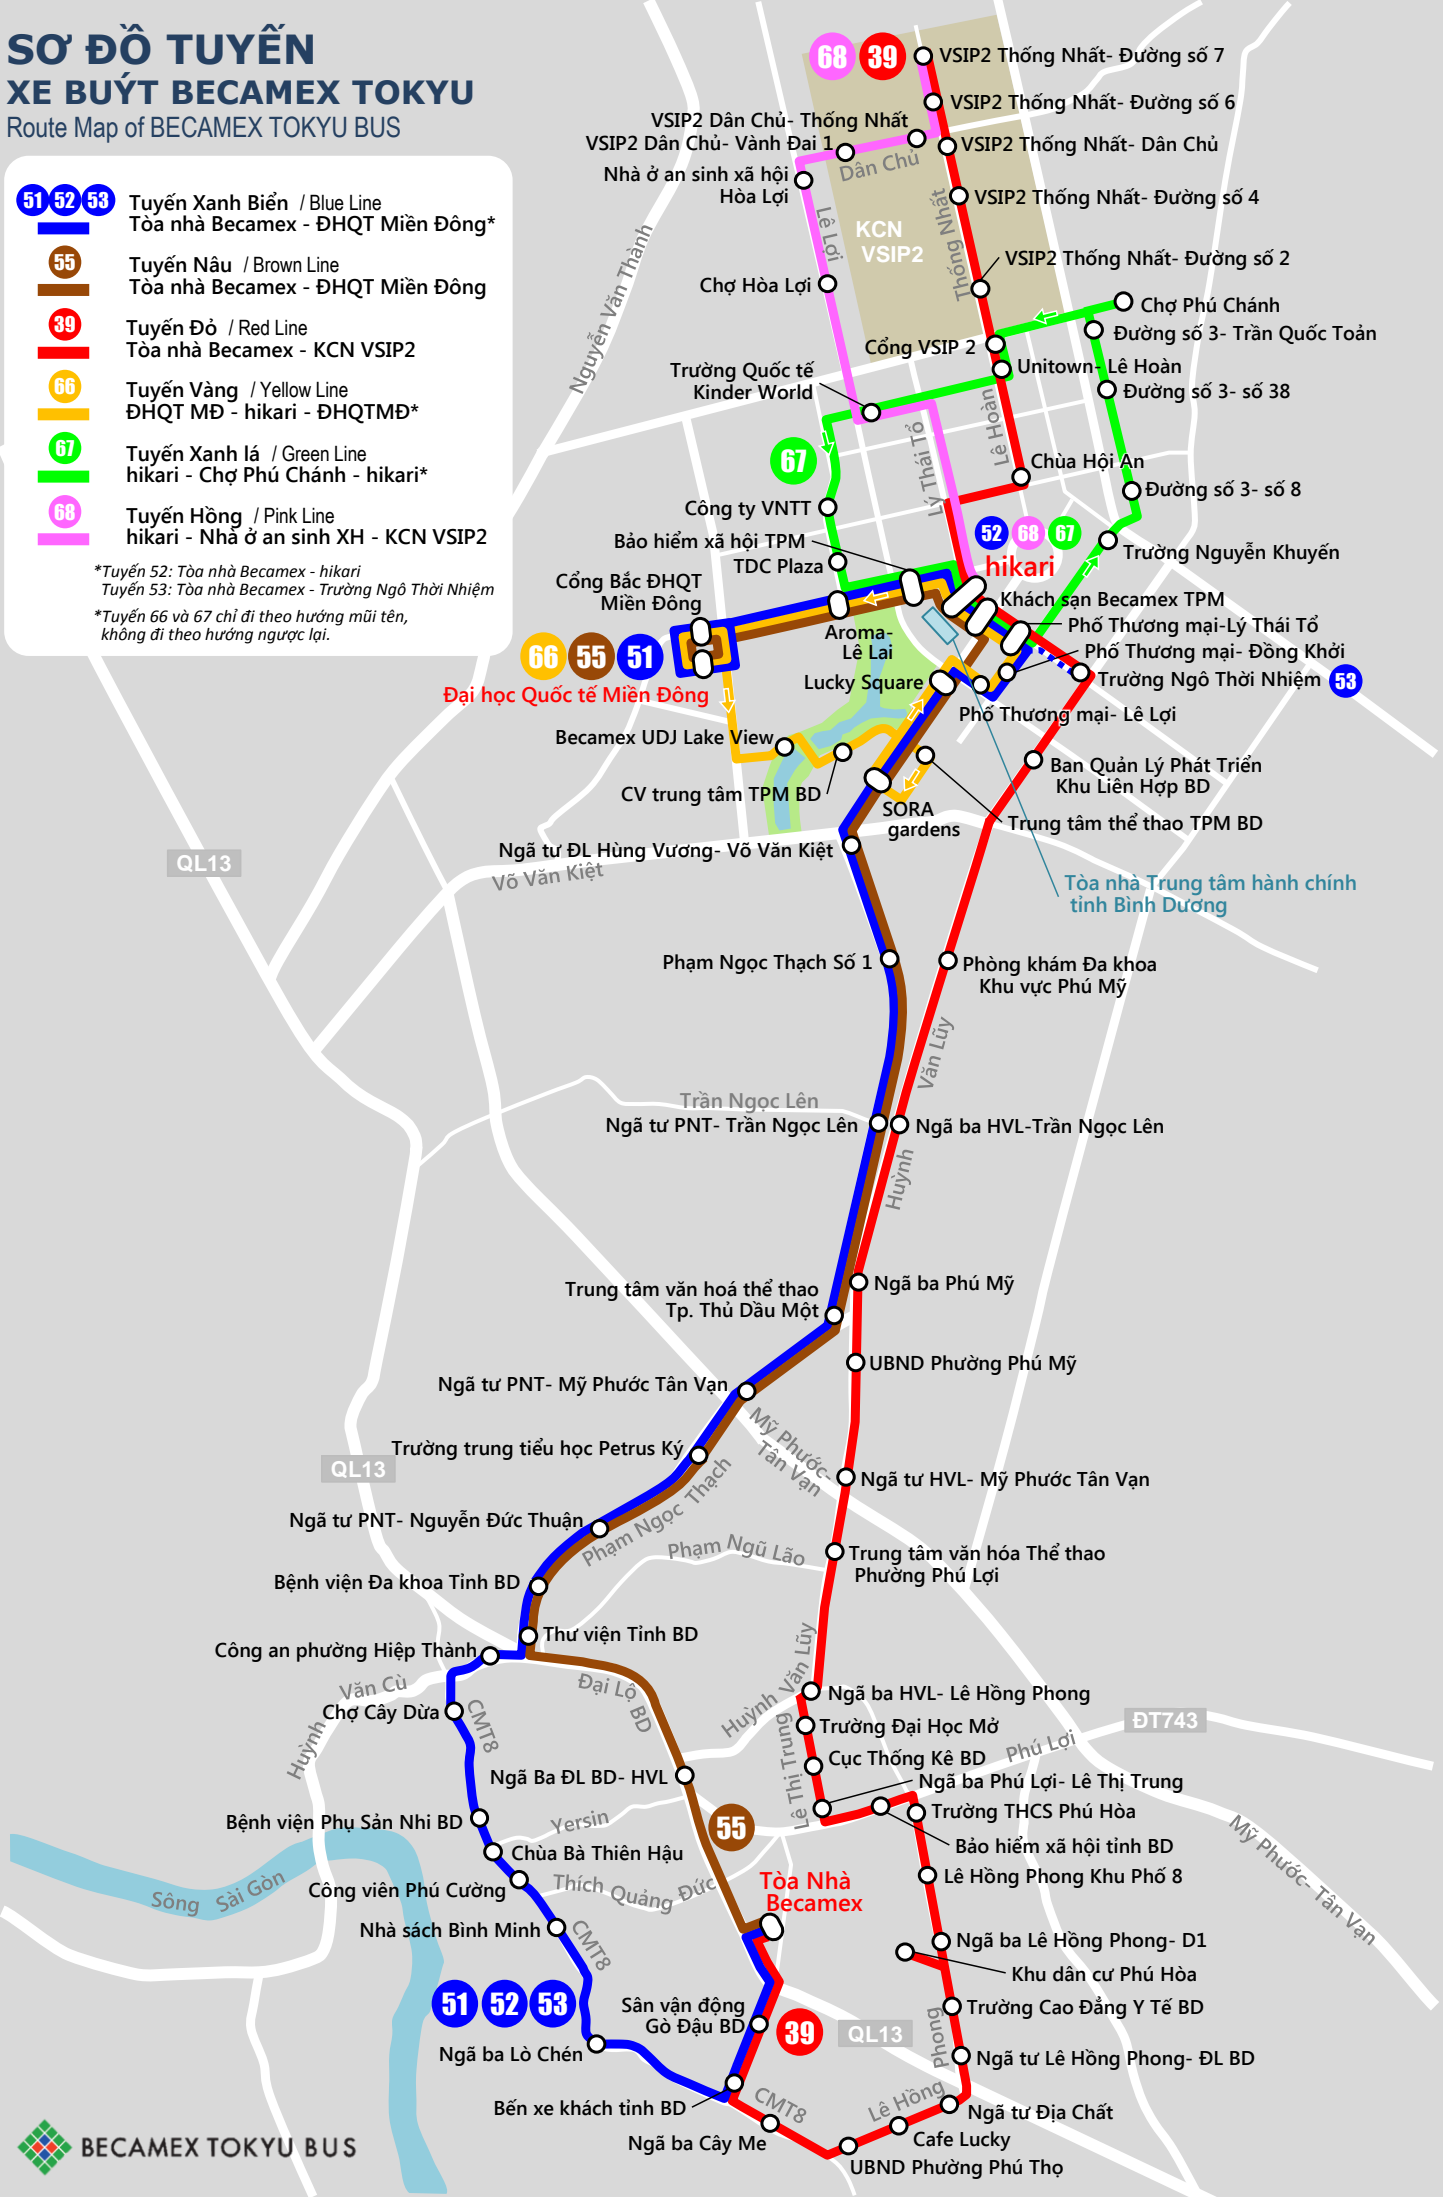 SƠ ĐỒ TUYẾN
XE BUÝT BECAMEX TOKYU
Route Map of BECAMEX TOKYU BUS
51 52 53
Tuyến Xanh Biển / Blue Line
Tòa nhà Becamex - ĐHQT Miền Đông*
55
Tuyến Nâu / Brown Line
Tòa nhà Becamex - ĐHQT Miền Đông
39
Tuyến Đỏ / Red Line
Tòa nhà Becamex - KCN VSIP2
66
Tuyến Vàng / Yellow Line
ĐHQT MĐ - hikari - ĐHQTMĐ*
67
Tuyến Xanh lá / Green Line
hikari - Chợ Phú Chánh - hikari*
68
Tuyến Hồng / Pink Line
hikari - Nhà ở an sinh XH - KCN VSIP2
*Tuyến 52: Tòa nhà Becamex - hikari
Tuyến 53: Tòa nhà Becamex - Trường Ngô Thời Nhiệm
*Tuyến 66 và 67 chỉ đi theo hướng mũi tên,
không đi theo hướng ngược lại.
68 39
VSIP2 Thống Nhất- Đường số 7
VSIP2 Thống Nhất- Đường số 6
VSIP2 Dân Chủ- Thống Nhất
VSIP2 Dân Chủ- Vành Đai 1
VSIP2 Thống Nhất- Dân Chủ
Dân Chủ
Nhà ở an sinh xã hội
Hòa Lợi
VSIP2 Thống Nhất- Đường số 4
Lê Lợi
KCN
VSIP2
Thống Nhất
VSIP2 Thống Nhất- Đường số 2
Nguyễn Văn Thành
Chợ Hòa Lợi
Chợ Phú Chánh
Đường số 3- Trần Quốc Toản
Cổng VSIP 2
Unitown- Lê Hoàn
Trường Quốc tế
Kinder World
Đường số 3- số 38
Lê Hoàn
Lý Thái Tổ
67
Chùa Hội An
Đường số 3- số 8
Công ty VNTT
52 68 67
hikari
Bảo hiểm xã hội TPM
TDC Plaza
Trường Nguyễn Khuyến
Cổng Bắc ĐHQT
Miền Đông
Khách sạn Becamex TPM
Phố Thương mại-Lý Thái Tổ
Aroma-
Lê Lai
Phố Thương mại- Đồng Khởi
66 55 51
Đại học Quốc tế Miền Đông
Lucky Square
Trường Ngô Thời Nhiệm 53
Phố Thương mại- Lê Lợi
Becamex UDJ Lake View
Ban Quản Lý Phát Triển
Khu Liên Hợp BD
CV trung tâm TPM BD
SORA
gardens
Trung tâm thể thao TPM BD
QL13
Ngã tư ĐL Hùng Vương- Võ Văn Kiệt
Võ Văn Kiệt
Tòa nhà Trung tâm hành chính
tỉnh Bình Dương
Phạm Ngọc Thạch Số 1
Phòng khám Đa khoa
Khu vực Phú Mỹ
Văn Lũy
Trần Ngọc Lên
Ngã tư PNT- Trần Ngọc Lên
Ngã ba HVL-Trần Ngọc Lên
Huỳnh
Trung tâm văn hoá thể thao
Tp. Thủ Dầu Một
Ngã ba Phú Mỹ
UBND Phường Phú Mỹ
Ngã tư PNT- Mỹ Phước Tân Vạn
Mỹ Phước-
Tân Vạn
Trường trung tiểu học Petrus Ký
QL13
Ngã tư HVL- Mỹ Phước Tân Vạn
Ngã tư PNT- Nguyễn Đức Thuận
Phạm Ngọc Thạch
Phạm Ngũ Lão
Trung tâm văn hóa Thể thao
Phường Phú Lợi
Bệnh viện Đa khoa Tỉnh BD
Thư viện Tỉnh BD
Công an phường Hiệp Thành
Văn Cù
Đại Lộ BD
Huỳnh Văn Lũy
Ngã ba HVL- Lê Hồng Phong
Chợ Cây Dừa
CMT8
Huỳnh
Trường Đại Học Mở
ĐT743
Phú Lợi
Lê Thị Trung
Cục Thống Kê BD
Ngã Ba ĐL BD- HVL
Ngã ba Phú Lợi- Lê Thị Trung
Trường THCS Phú Hòa
Bệnh viện Phụ Sản Nhi BD
Yersin
55
Bảo hiểm xã hội tỉnh BD
Chùa Bà Thiên Hậu
Mỹ Phước- Tân Vạn
Tòa Nhà
Becamex
Lê Hồng Phong Khu Phố 8
Công viên Phú Cường
Thích Quảng Đức
Sông Sài Gòn
Nhà sách Bình Minh
CMT8
Ngã ba Lê Hồng Phong- D1
Khu dân cư Phú Hòa
51 52 53
Sân vận động
Gò Đậu BD
39
QL13
Trường Cao Đẳng Y Tế BD
Phong
Ngã ba Lò Chén
Ngã tư Lê Hồng Phong- ĐL BD
Bến xe khách tỉnh BD
CMT8
Lê Hồng
Ngã tư Địa Chất
Ngã ba Cây Me
Cafe Lucky
UBND Phường Phú Thọ
BECAMEX TOKYU BUS